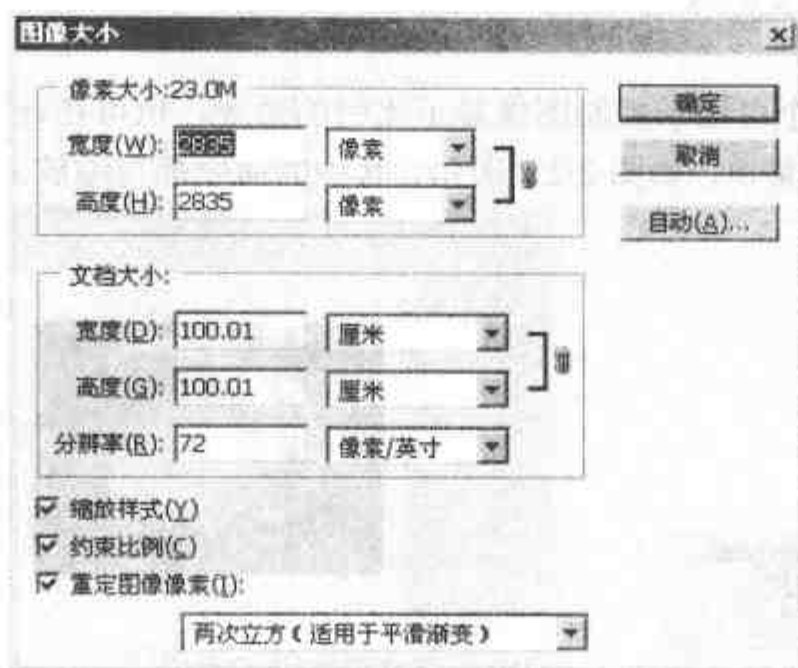 图像大小
像素大小:23.0M
确定
宽度(W): 2835 像素
取消
高度(H): 2835 像素
自动(A)...
文档大小:
宽度(D): 100.01 厘米
高度(G): 100.01 厘米
分辨率(R): 72 像素/英寸
缩放样式(Y)
约束比例(C)
重定图像像素(I):
两次立方(适用于平滑渐变)